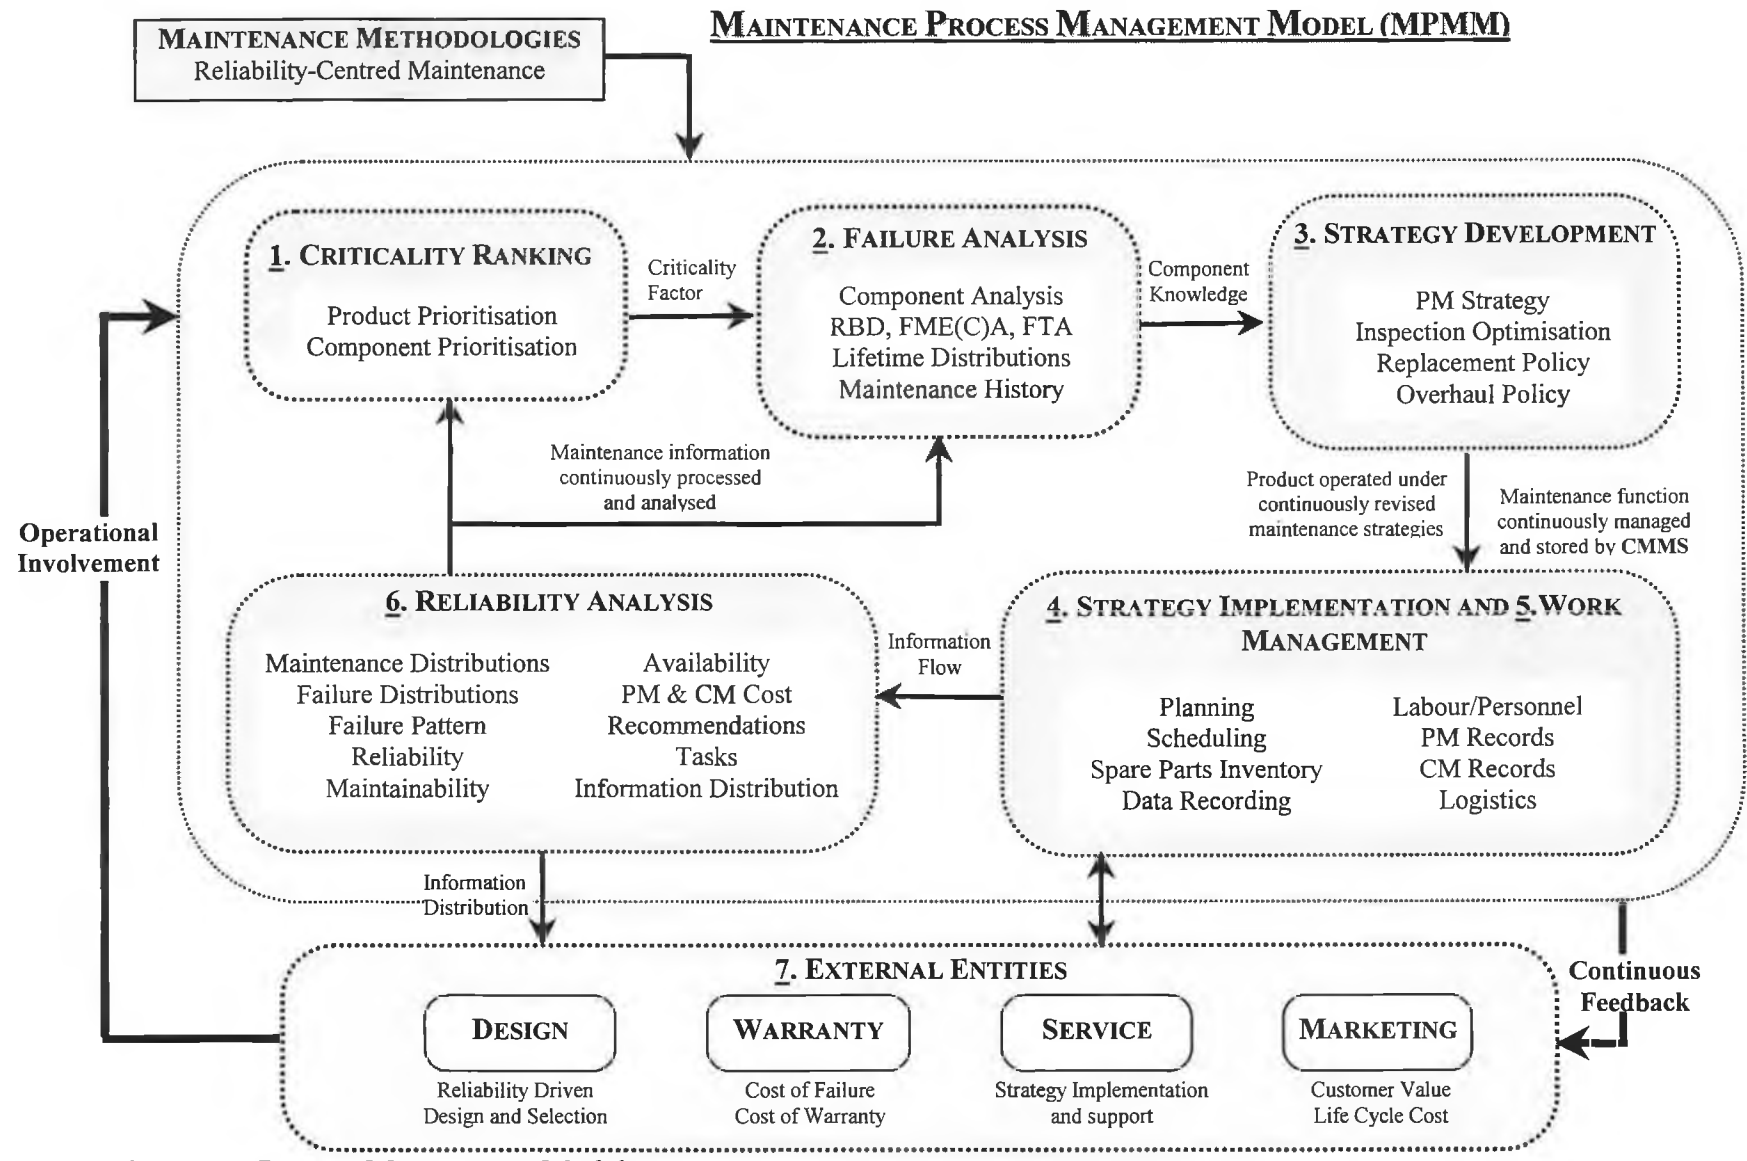 MAINTENANCE PROCESS MANAGEMENT MODEL (MPMM)
MAINTENANCE METHODOLOGIES
Reliability-Centred Maintenance
1. CRITICALITY RANKING
Product Prioritisation
Component Prioritisation
Criticality
Factor
2. FAILURE ANALYSIS
Component Analysis
RBD, FME(C)A, FTA
Lifetime Distributions
Maintenance History
Component
Knowledge
3. STRATEGY DEVELOPMENT
PM Strategy
Inspection Optimisation
Replacement Policy
Overhaul Policy
Maintenance information
continuously processed
and analysed
Product operated under
continuously revised
maintenance strategies
Maintenance function
continuously managed
and stored by CMMS
Operational
Involvement
6. RELIABILITY ANALYSIS
Maintenance Distributions
Failure Distributions
Failure Pattern
Reliability
Maintainability
Availability
PM & CM Cost
Recommendations
Tasks
Information Distribution
Information
Flow
4. STRATEGY IMPLEMENTATION AND 5.WORK
MANAGEMENT
Planning
Scheduling
Spare Parts Inventory
Data Recording
Labour/Personnel
PM Records
CM Records
Logistics
Information
Distribution
Continuous
Feedback
7. EXTERNAL ENTITIES
DESIGN
Reliability Driven
Design and Selection
WARRANTY
Cost of Failure
Cost of Warranty
SERVICE
Strategy Implementation
and support
MARKETING
Customer Value
Life Cycle Cost